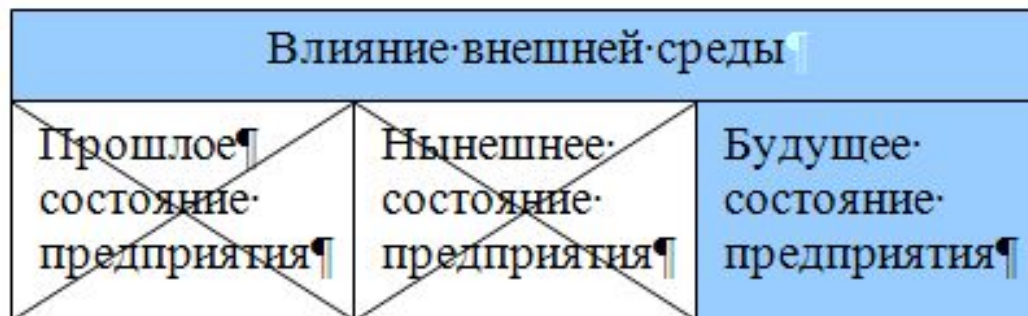 Влияние·внешней·среды¶
Прошлое¶
состояние·
предприятия¶
Нынешнее·
состояние·
предприятия¶
Будущее·
состояние·
предприятия¶